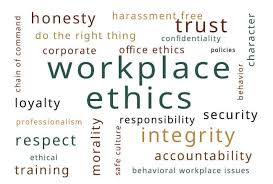 honesty
harassment free
trust
do the right thing
confidentiality
corporate
office ethics
policies
chain of command
character
workplace
ethics
behavior
loyalty
professionalism
responsibility
security
respect
morality
safe culture
integrity
ethical
accountability
training
behavioral workplace issues